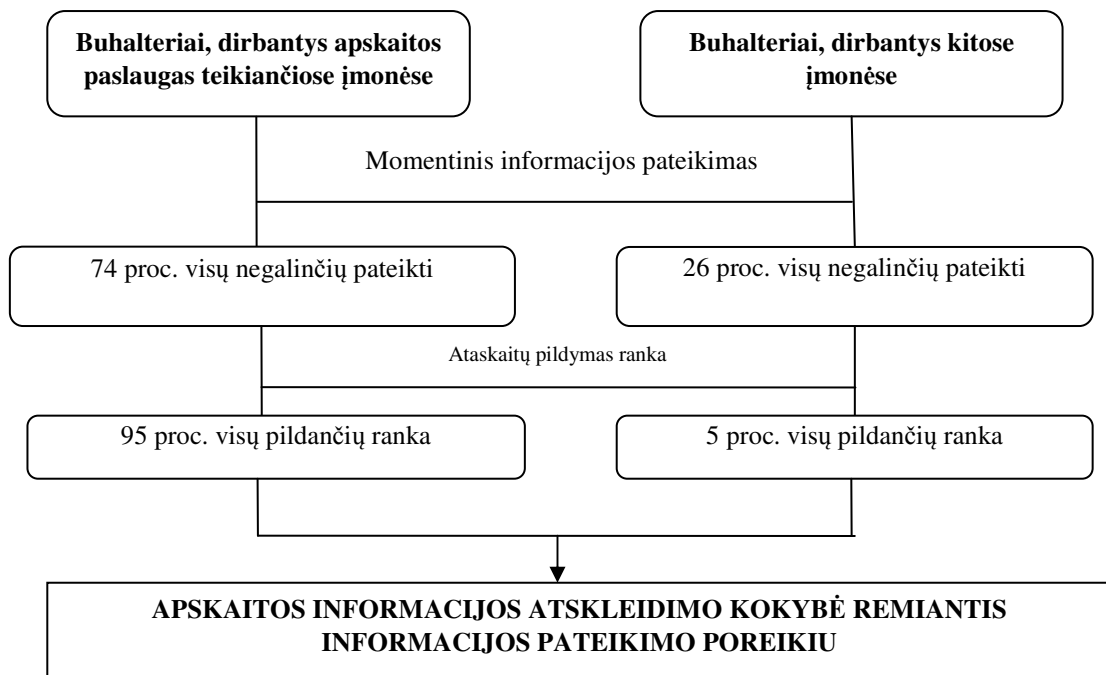 Buhalteriai, dirbantys apskaitos
paslaugas teikiančiose įmonėse
Buhalteriai, dirbantys kitose
įmonėse
Momentinis informacijos pateikimas
74 proc. visų negalinčių pateikti
26 proc. visų negalinčių pateikti
Ataskaitų pildymas ranka
95 proc. visų pildančių ranka
5 proc. visų pildančių ranka
APSKAITOS INFORMACIJOS ATSKLEIDIMO KOKYBĖ REMIANTIS
INFORMACIJOS PATEIKIMO POREIKIU